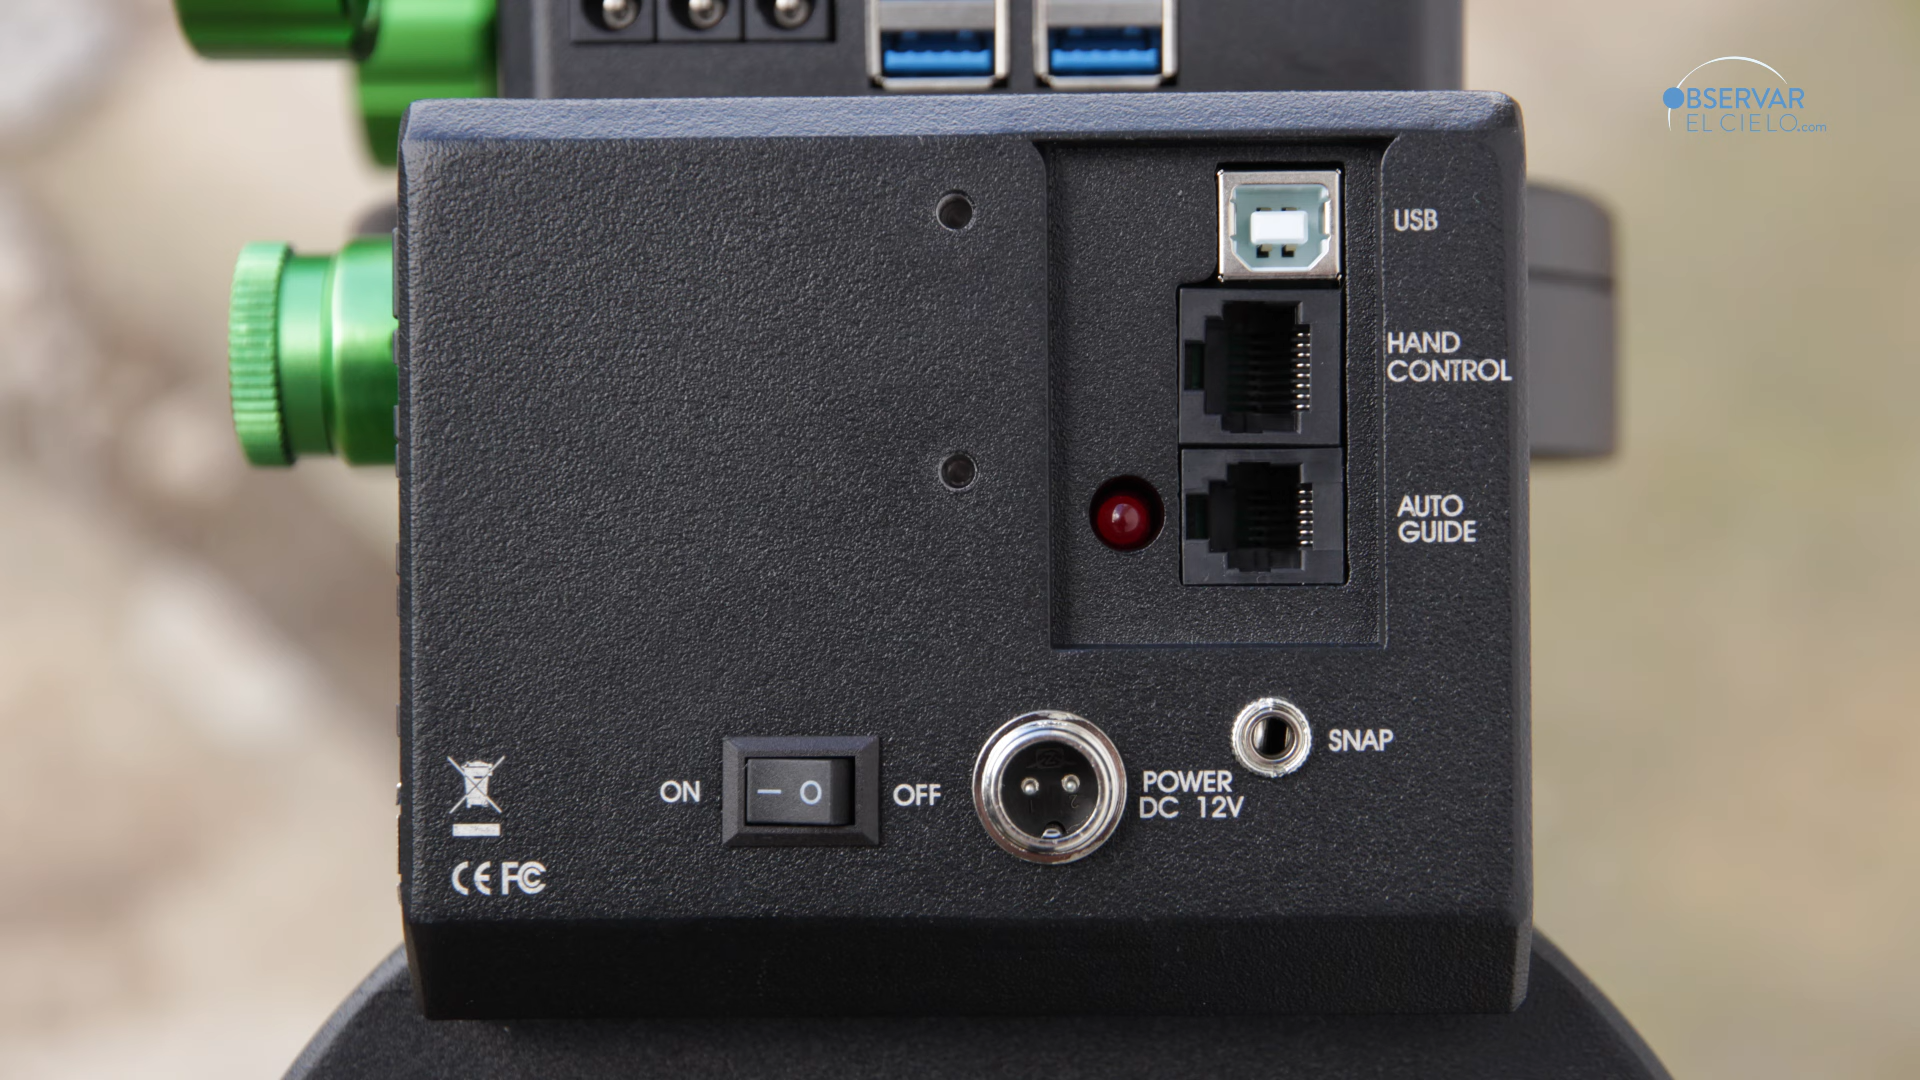 OBSERVAR
EL CIELO.com
USB
HAND
CONTROL
AUTO
GUIDE
SNAP
ON
— O
OFF
POWER
DC 12V
CE FC